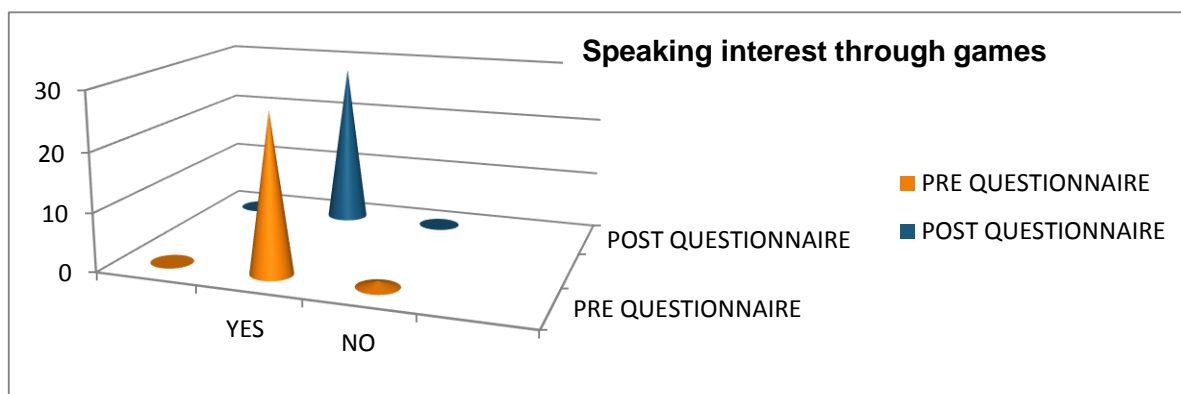 Speaking interest through games
30
20
10
0
YES
NO
POST QUESTIONNAIRE
PRE QUESTIONNAIRE
PRE QUESTIONNAIRE
POST QUESTIONNAIRE